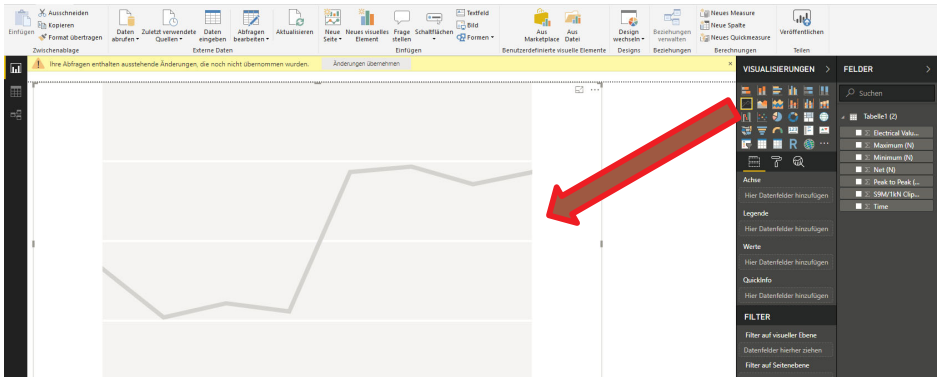 Einfügen
Ausschneiden
Kopieren
Format übertragen
Zwischenablage
Daten abrufen
Zuletzt verwendete Quellen
Daten eingeben
Abfragen bearbeiten
Externe Daten
Aktualisieren
Neue Seite
Neues visuelles Element
Frage stellen
Schaltflächen
Textfeld
Bild
Formen
Einfügen
Aus Marketplace
Aus Datei
Benutzerdefinierte visuelle Elemente
Design wechseln
Designs
Beziehungen verwalten
Beziehungen
Neues Measure
Neue Spalte
Neues Quickmeasure
Berechnungen
Veröffentlichen
Teilen
Ihre Abfragen enthalten ausstehende Änderungen, die noch nicht übernommen wurden.
Änderungen übernehmen
VISUALISIERUNGEN
R
Achse
Hier Datenfelder hinzufügen
Legende
Hier Datenfelder hinzufügen
Werte
Hier Datenfelder hinzufügen
QuickInfo
Hier Datenfelder hinzufügen
FILTER
Filter auf visueller Ebene
Datenfelder hierher ziehen
Filter auf Seitenebene
FELDER
Suchen
Tabelle1 (2)
Σ Electrical Valu...
Σ Maximum (N)
Σ Minimum (N)
Σ Net (N)
Σ Peak to Peak (...
Σ S9M/1kN Clip...
Σ Time